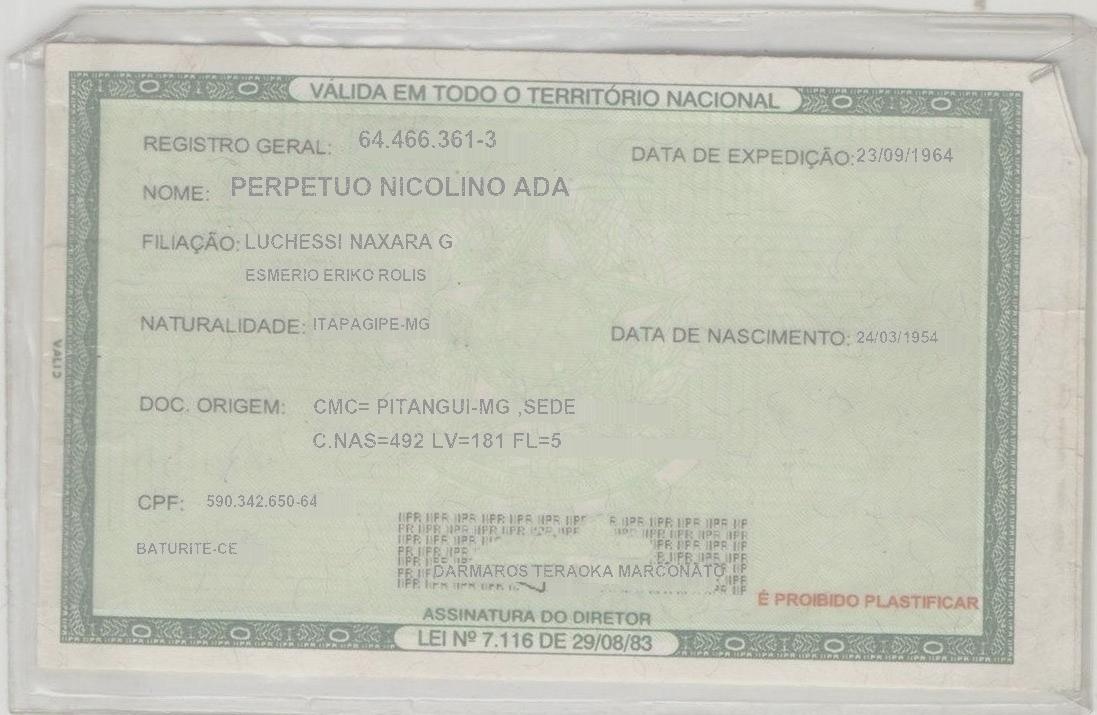 VÁLIDA EM TODO O TERRITÓRIO NACIONAL
REGISTRO GERAL: 64.466.361-3 DATA DE EXPEDIÇÃO: 23/09/1964
NOME: PERPETUO NICOLINO ADA
FILIAÇÃO: LUCHESSI NAXARA G
ESMERIO ERIKO ROLIS
NATURALIDADE: ITAPAGIPE-MG DATA DE NASCIMENTO: 24/03/1954
VALID
DOC. ORIGEM: CMC= PITANGUI-MG ,SEDE
C.NAS=492 LV=181 FL=5
CPF: 590.342.650-64
BATURITE-CE
DARMAROS TERAOKA MARCONATO
É PROIBIDO PLASTIFICAR
ASSINATURA DO DIRETOR
LEI Nº 7.116 DE 29/08/83